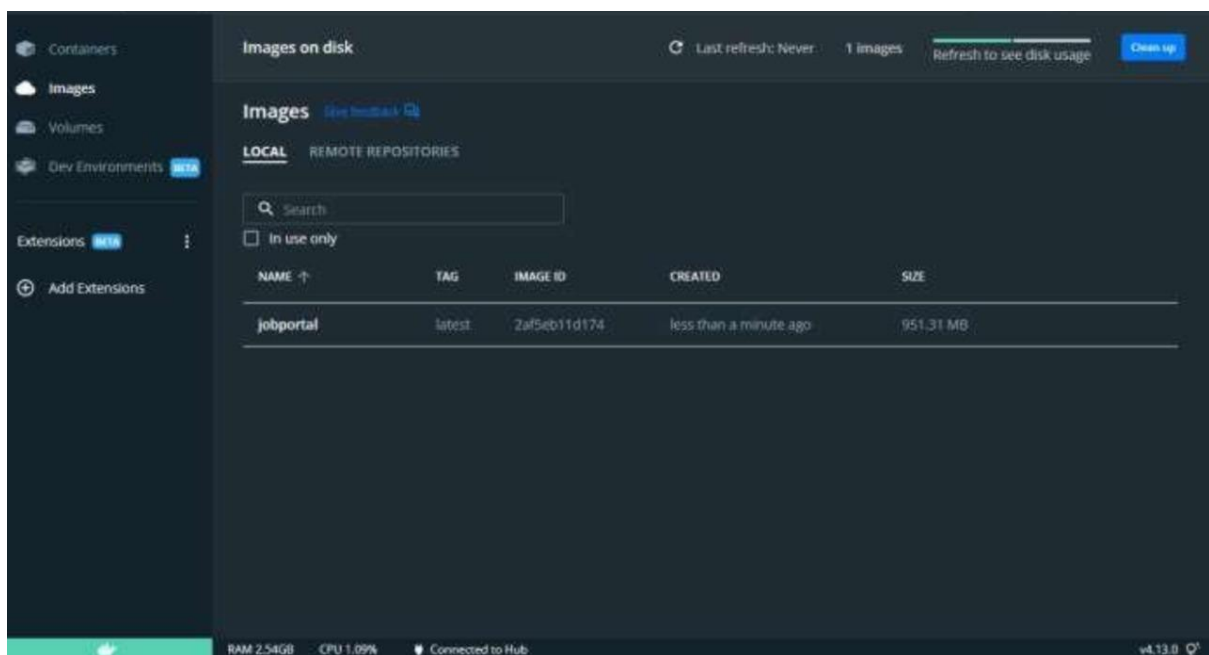 Containers
Images
Volumes
Dev Environments BETA
Extensions BETA
Add Extensions
Images on disk
Last refresh: Never
1 images
Refresh to see disk usage
Clean up
Images Give feedback
LOCAL REMOTE REPOSITORIES
Search
In use only
NAME TAG IMAGE ID CREATED SIZE
jobportal latest 2af5eb11d174 less than a minute ago 951.31 MB
RAM 2.54GB CPU 1.09% Connected to Hub v4.13.0